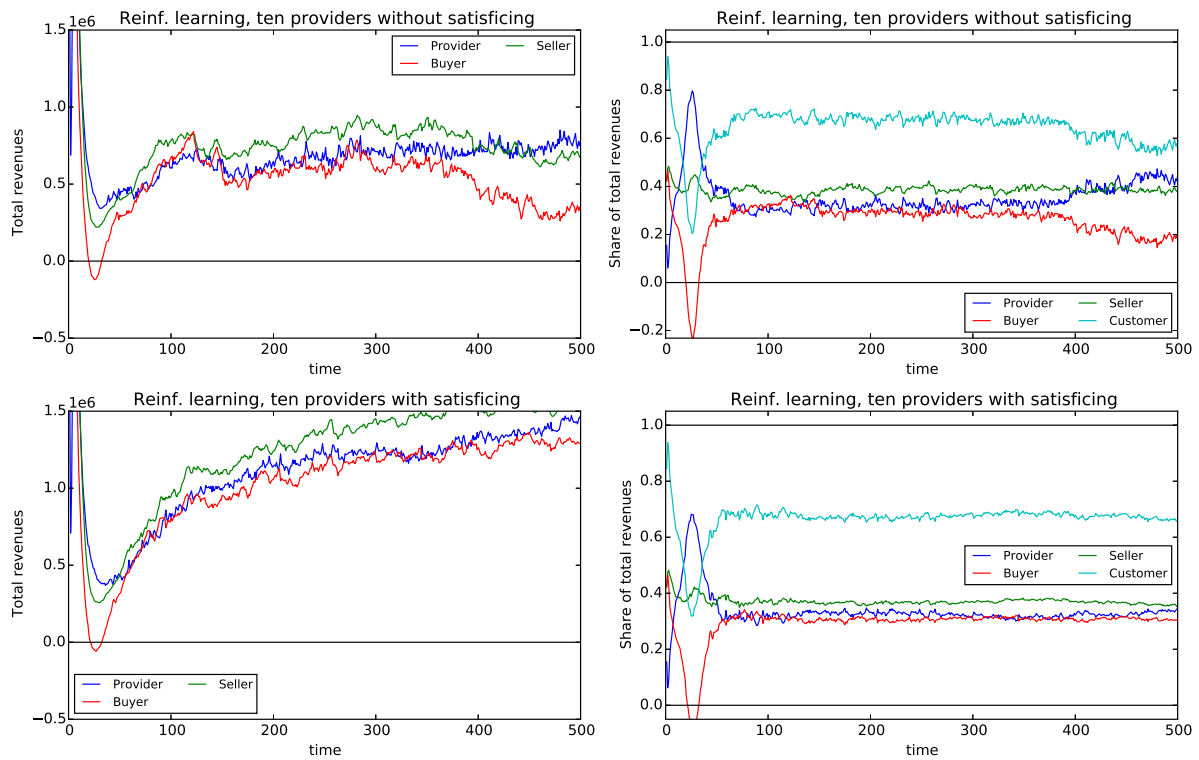 Reinf. learning, ten providers without satisficing
1e6
1.5
1.0
0.5
0.0
−0.5
Total revenues
0 100 200 300 400 500
time
Provider Seller
Buyer
Reinf. learning, ten providers without satisficing
1.0
0.8
0.6
0.4
0.2
0.0
−0.2
Share of total revenues
0 100 200 300 400 500
time
Provider Seller
Buyer Customer
Reinf. learning, ten providers with satisficing
1e6
1.5
1.0
0.5
0.0
−0.5
Total revenues
0 100 200 300 400 500
time
Provider Seller
Buyer
Reinf. learning, ten providers with satisficing
1.0
0.8
0.6
0.4
0.2
0.0
Share of total revenues
0 100 200 300 400 500
time
Provider Seller
Buyer Customer